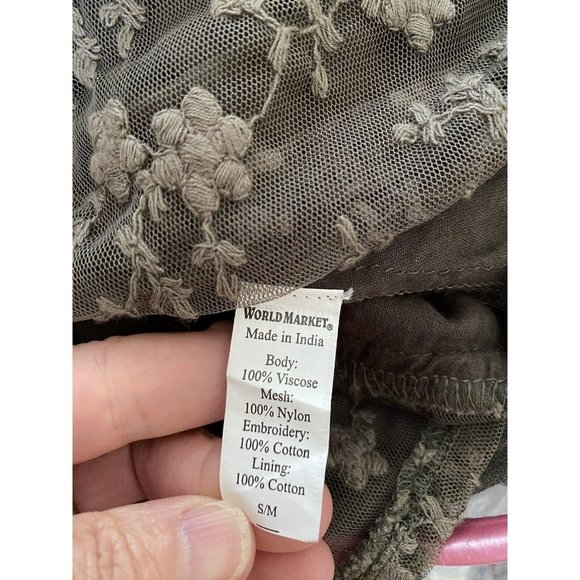 WORLD MARKET®
Made in India
Body:
100% Viscose
Mesh:
100% Nylon
Embroidery:
100% Cotton
Lining:
100% Cotton
S/M